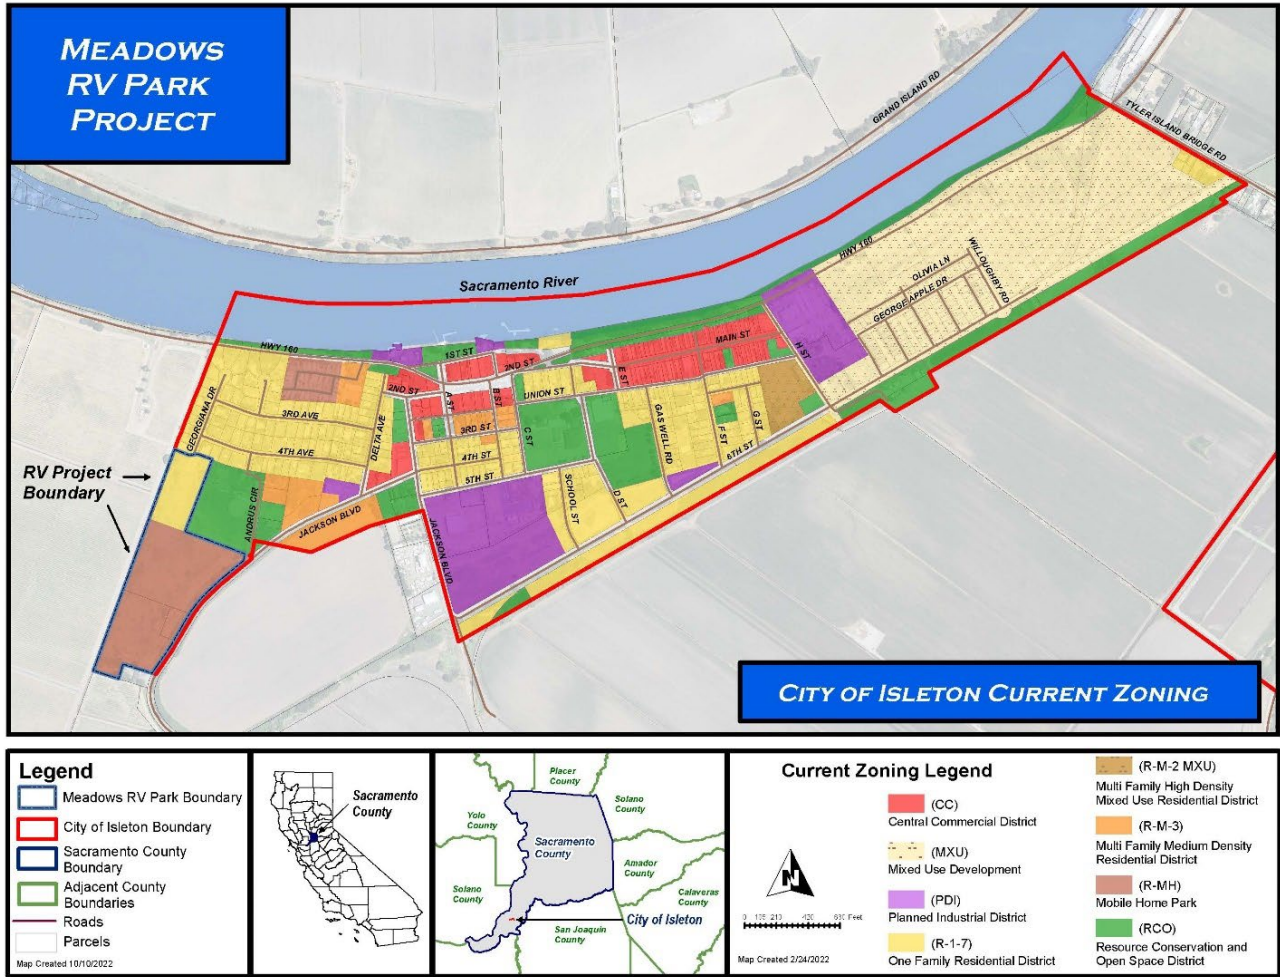 MEADOWS
RV PARK
PROJECT
GRAND ISLAND RD
TYLER ISLAND BRIDGE RD
Sacramento River
HWY 160
OLIVIA LN
WILLOUGHBY RD
GEORGE APPLE DR
HWY 160
1ST ST
2ND ST
MAIN ST
H ST
2ND ST
A ST
B ST
UNION ST
E ST
GEORGIANA DR
3RD AVE
DELTA AVE
3RD ST
C ST
GAS WELL RD
F ST
G ST
4TH AVE
4TH ST
6TH ST
5TH ST
RV Project
Boundary
ANDRUS CIR
JACKSON BLVD
JACKSON BLVD
SCHOOL ST
D ST
CITY OF ISLETON CURRENT ZONING
Legend
Meadows RV Park Boundary
City of Isleton Boundary
Sacramento County
Boundary
Adjacent County
Boundaries
Roads
Parcels
Map Created 10/10/2022
Sacramento
County
Placer
County
Yolo
County
Solano
County
Sacramento
County
Amador
County
Solano
County
Calaveras
County
City of Isleton
San Joaquin
County
Current Zoning Legend
(CC)
Central Commercial District
(MXU)
Mixed Use Development
(PDI)
Planned Industrial District
(R-1-7)
One Family Residential District
(R-M-2 MXU)
Multi Family High Density
Mixed Use Residential District
(R-M-3)
Multi Family Medium Density
Residential District
(R-MH)
Mobile Home Park
(RCO)
Resource Conservation and
Open Space District
N
Feet
Map Created 2/24/2022